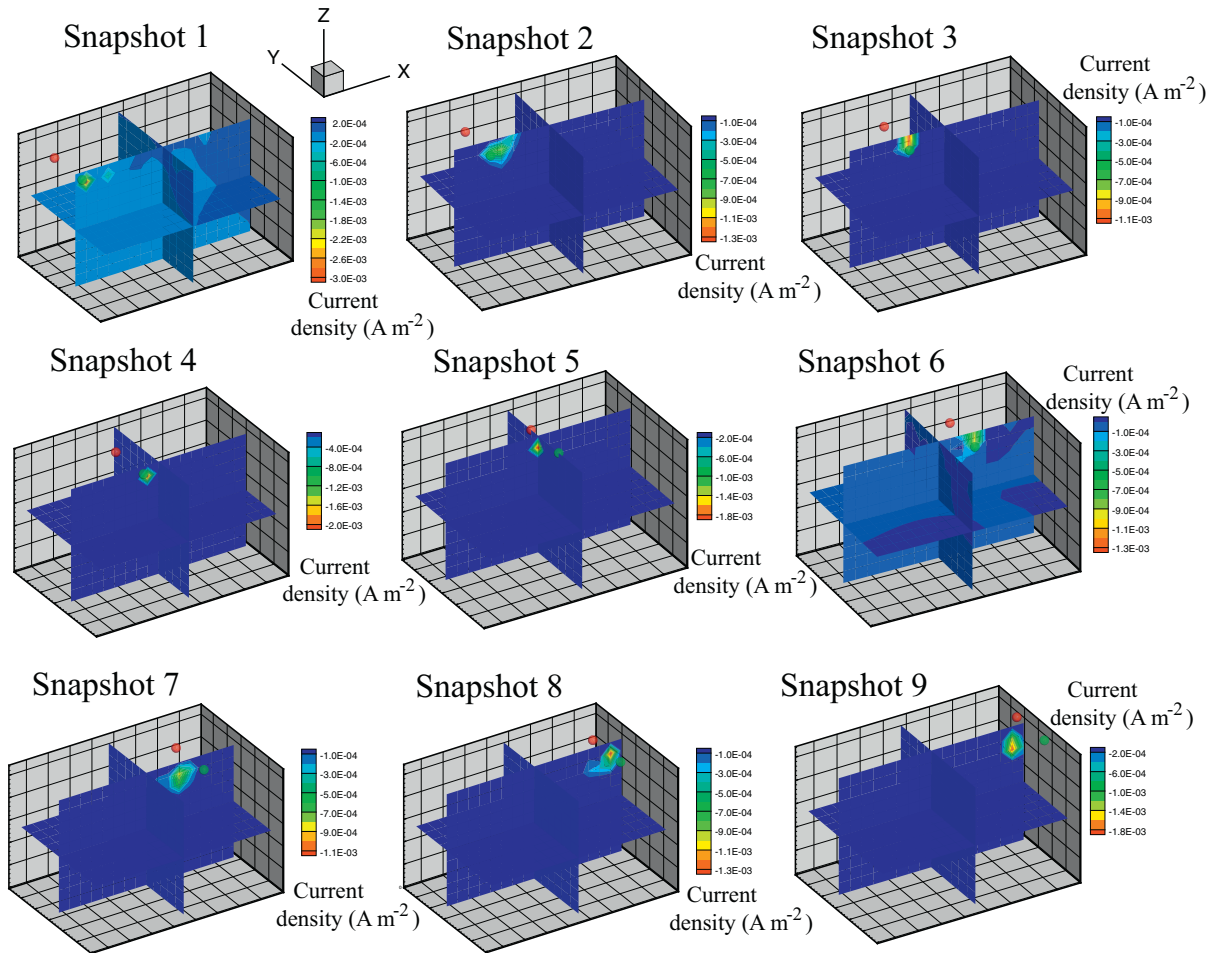 Snapshot 1
Z
Y
X
2.0E-04
-2.0E-04
-6.0E-04
-1.0E-03
-1.4E-03
-1.8E-03
-2.2E-03
-2.6E-03
-3.0E-03
Current
density (A m-2)
Snapshot 2
-1.0E-04
-3.0E-04
-5.0E-04
-7.0E-04
-9.0E-04
-1.1E-03
-1.3E-03
Current
density (A m-2)
Snapshot 3
Current
density (A m-2)
-1.0E-04
-3.0E-04
-5.0E-04
-7.0E-04
-9.0E-04
-1.1E-03
Snapshot 4
-4.0E-04
-8.0E-04
-1.2E-03
-1.6E-03
-2.0E-03
Current
density (A m-2)
Snapshot 5
-2.0E-04
-6.0E-04
-1.0E-03
-1.4E-03
-1.8E-03
Current
density (A m-2)
Snapshot 6
Current
density (A m-2)
-1.0E-04
-3.0E-04
-5.0E-04
-7.0E-04
-9.0E-04
-1.1E-03
-1.3E-03
Snapshot 7
-1.0E-04
-3.0E-04
-5.0E-04
-7.0E-04
-9.0E-04
-1.1E-03
Current
density (A m-2)
Snapshot 8
-1.0E-04
-3.0E-04
-5.0E-04
-7.0E-04
-9.0E-04
-1.1E-03
-1.3E-03
Current
density (A m-2)
Snapshot 9
Current
density (A m-2)
-2.0E-04
-6.0E-04
-1.0E-03
-1.4E-03
-1.8E-03